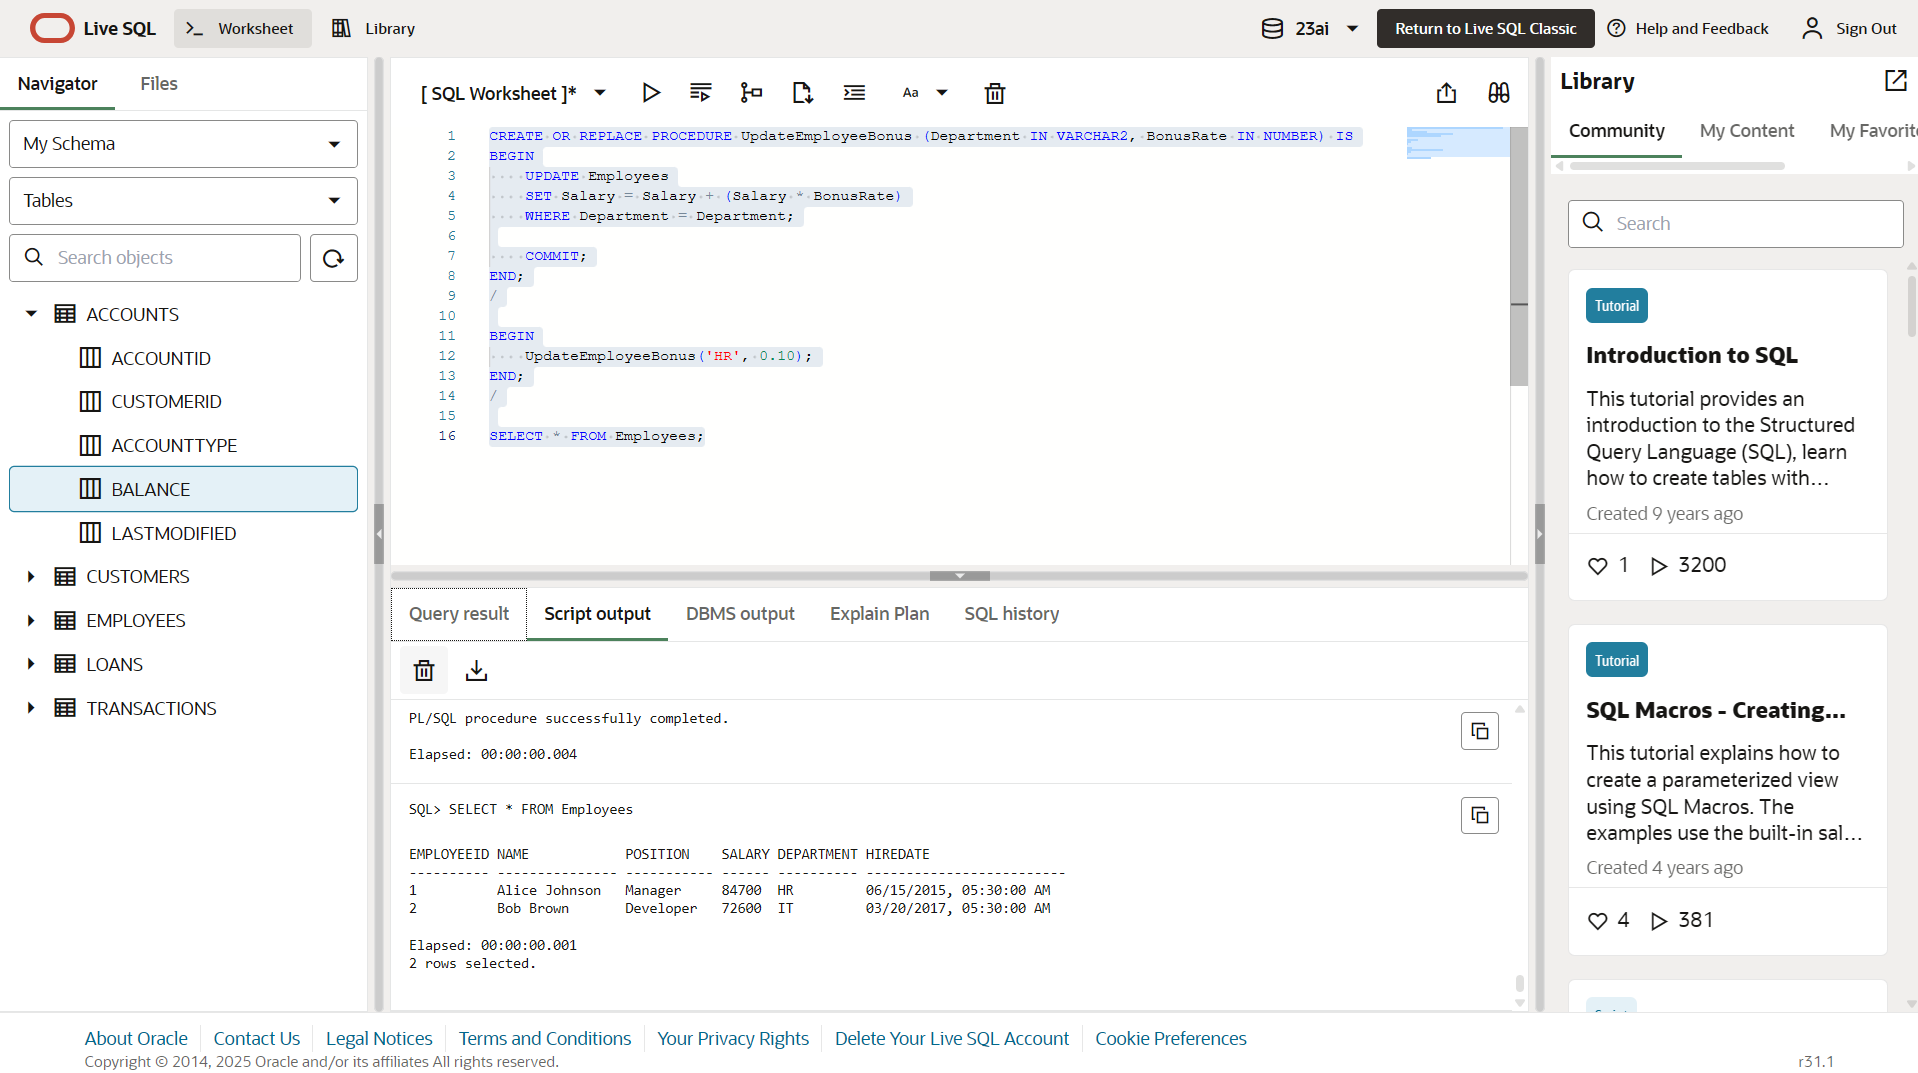 Live SQL
Worksheet
Library
23ai
Return to Live SQL Classic
Help and Feedback
Sign Out
Navigator
Files
My Schema
Tables
Search objects
ACCOUNTS
ACCOUNTID
CUSTOMERID
ACCOUNTTYPE
BALANCE
LASTMODIFIED
CUSTOMERS
EMPLOYEES
LOANS
TRANSACTIONS
[ SQL Worksheet ]*
Aa
1 CREATE OR REPLACE PROCEDURE UpdateEmployeeBonus (Department IN VARCHAR2, BonusRate IN NUMBER) IS
2 BEGIN
3     UPDATE Employees
4     SET Salary = Salary + (Salary * BonusRate)
5     WHERE Department = Department;
6
7     COMMIT;
8 END;
9 /
10
11 BEGIN
12     UpdateEmployeeBonus('HR', 0.10);
13 END;
14 /
15
16 SELECT * FROM Employees;
Query result
Script output
DBMS output
Explain Plan
SQL history
PL/SQL procedure successfully completed.
Elapsed: 00:00:00.004
SQL> SELECT * FROM Employees
EMPLOYEEID NAME            POSITION    SALARY DEPARTMENT HIREDATE
---------- --------------- ----------- ------ ---------- -------------------------
1          Alice Johnson   Manager     84700  HR         06/15/2015, 05:30:00 AM
2          Bob Brown       Developer   72600  IT         03/20/2017, 05:30:00 AM
Elapsed: 00:00:00.001
2 rows selected.
Library
Community
My Content
My Favorit
Search
Tutorial
Introduction to SQL
This tutorial provides an
introduction to the Structured
Query Language (SQL), learn
how to create tables with...
Created 9 years ago
1
3200
Tutorial
SQL Macros - Creating...
This tutorial explains how to
create a parameterized view
using SQL Macros. The
examples use the built-in sal...
Created 4 years ago
4
381
About Oracle
Contact Us
Legal Notices
Terms and Conditions
Your Privacy Rights
Delete Your Live SQL Account
Cookie Preferences
Copyright © 2014, 2025 Oracle and/or its affiliates All rights reserved.
r31.1